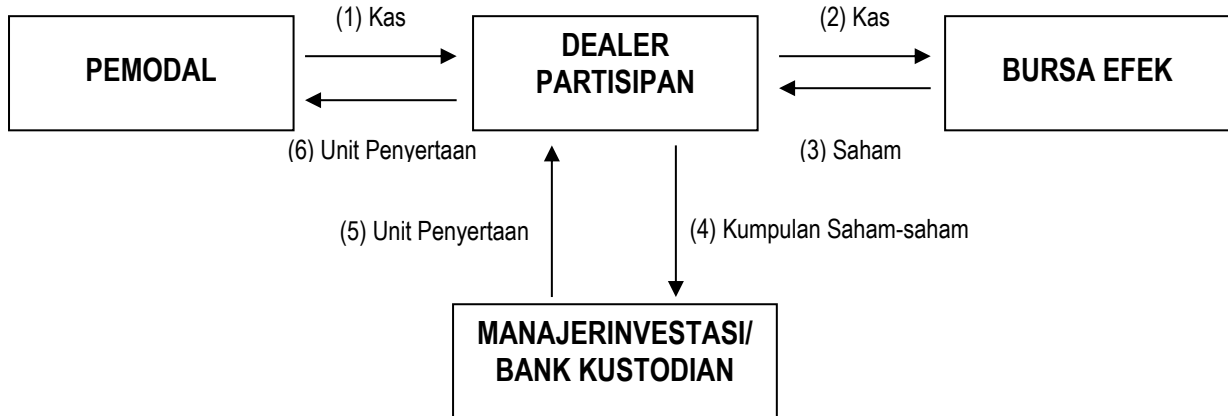 (1) Kas
(2) Kas
PEMODAL
DEALER
PARTISIPAN
BURSA EFEK
(6) Unit Penyertaan
(3) Saham
(5) Unit Penyertaan
(4) Kumpulan Saham-saham
MANAJERINVESTASI/
BANK KUSTODIAN